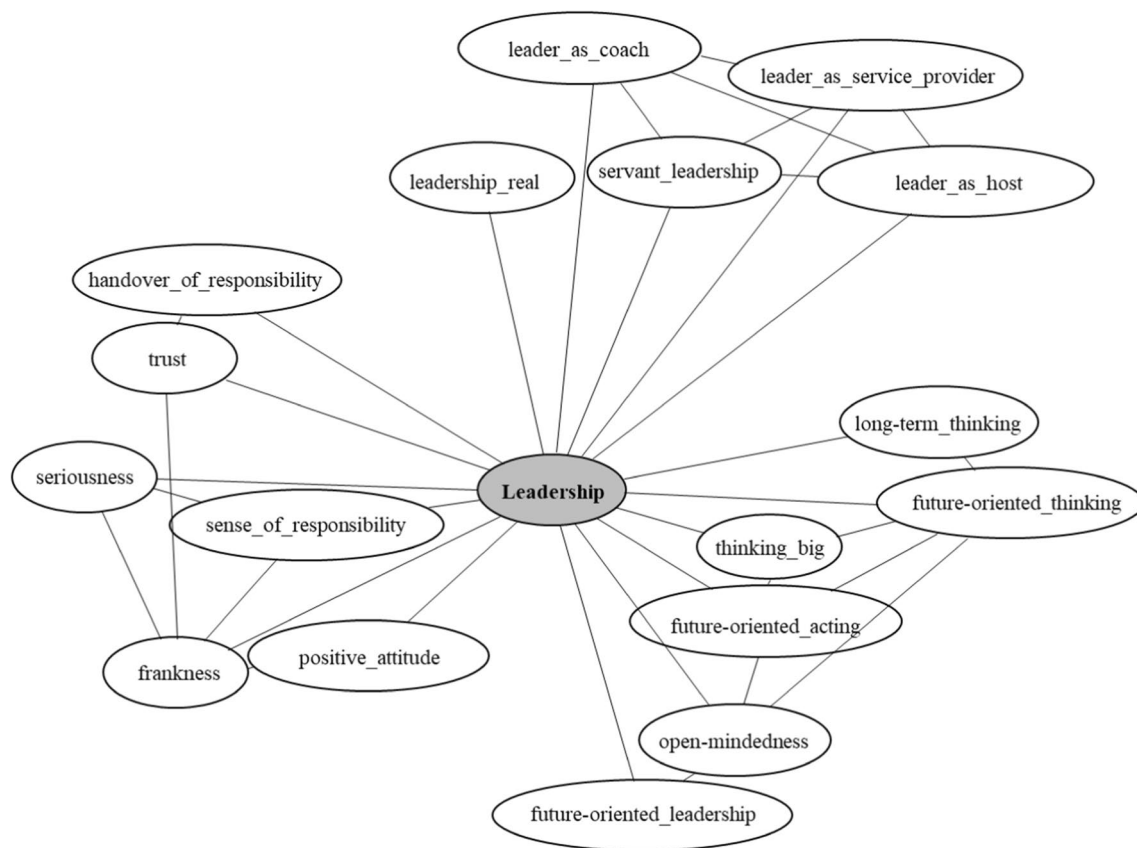 leader_as_coach
leader_as_service_provider
servant_leadership
leadership_real
leader_as_host
handover_of_responsibility
trust
long-term_thinking
seriousness
Leadership
future-oriented_thinking
sense_of_responsibility
thinking_big
future-oriented_acting
positive_attitude
frankness
open-mindedness
future-oriented_leadership